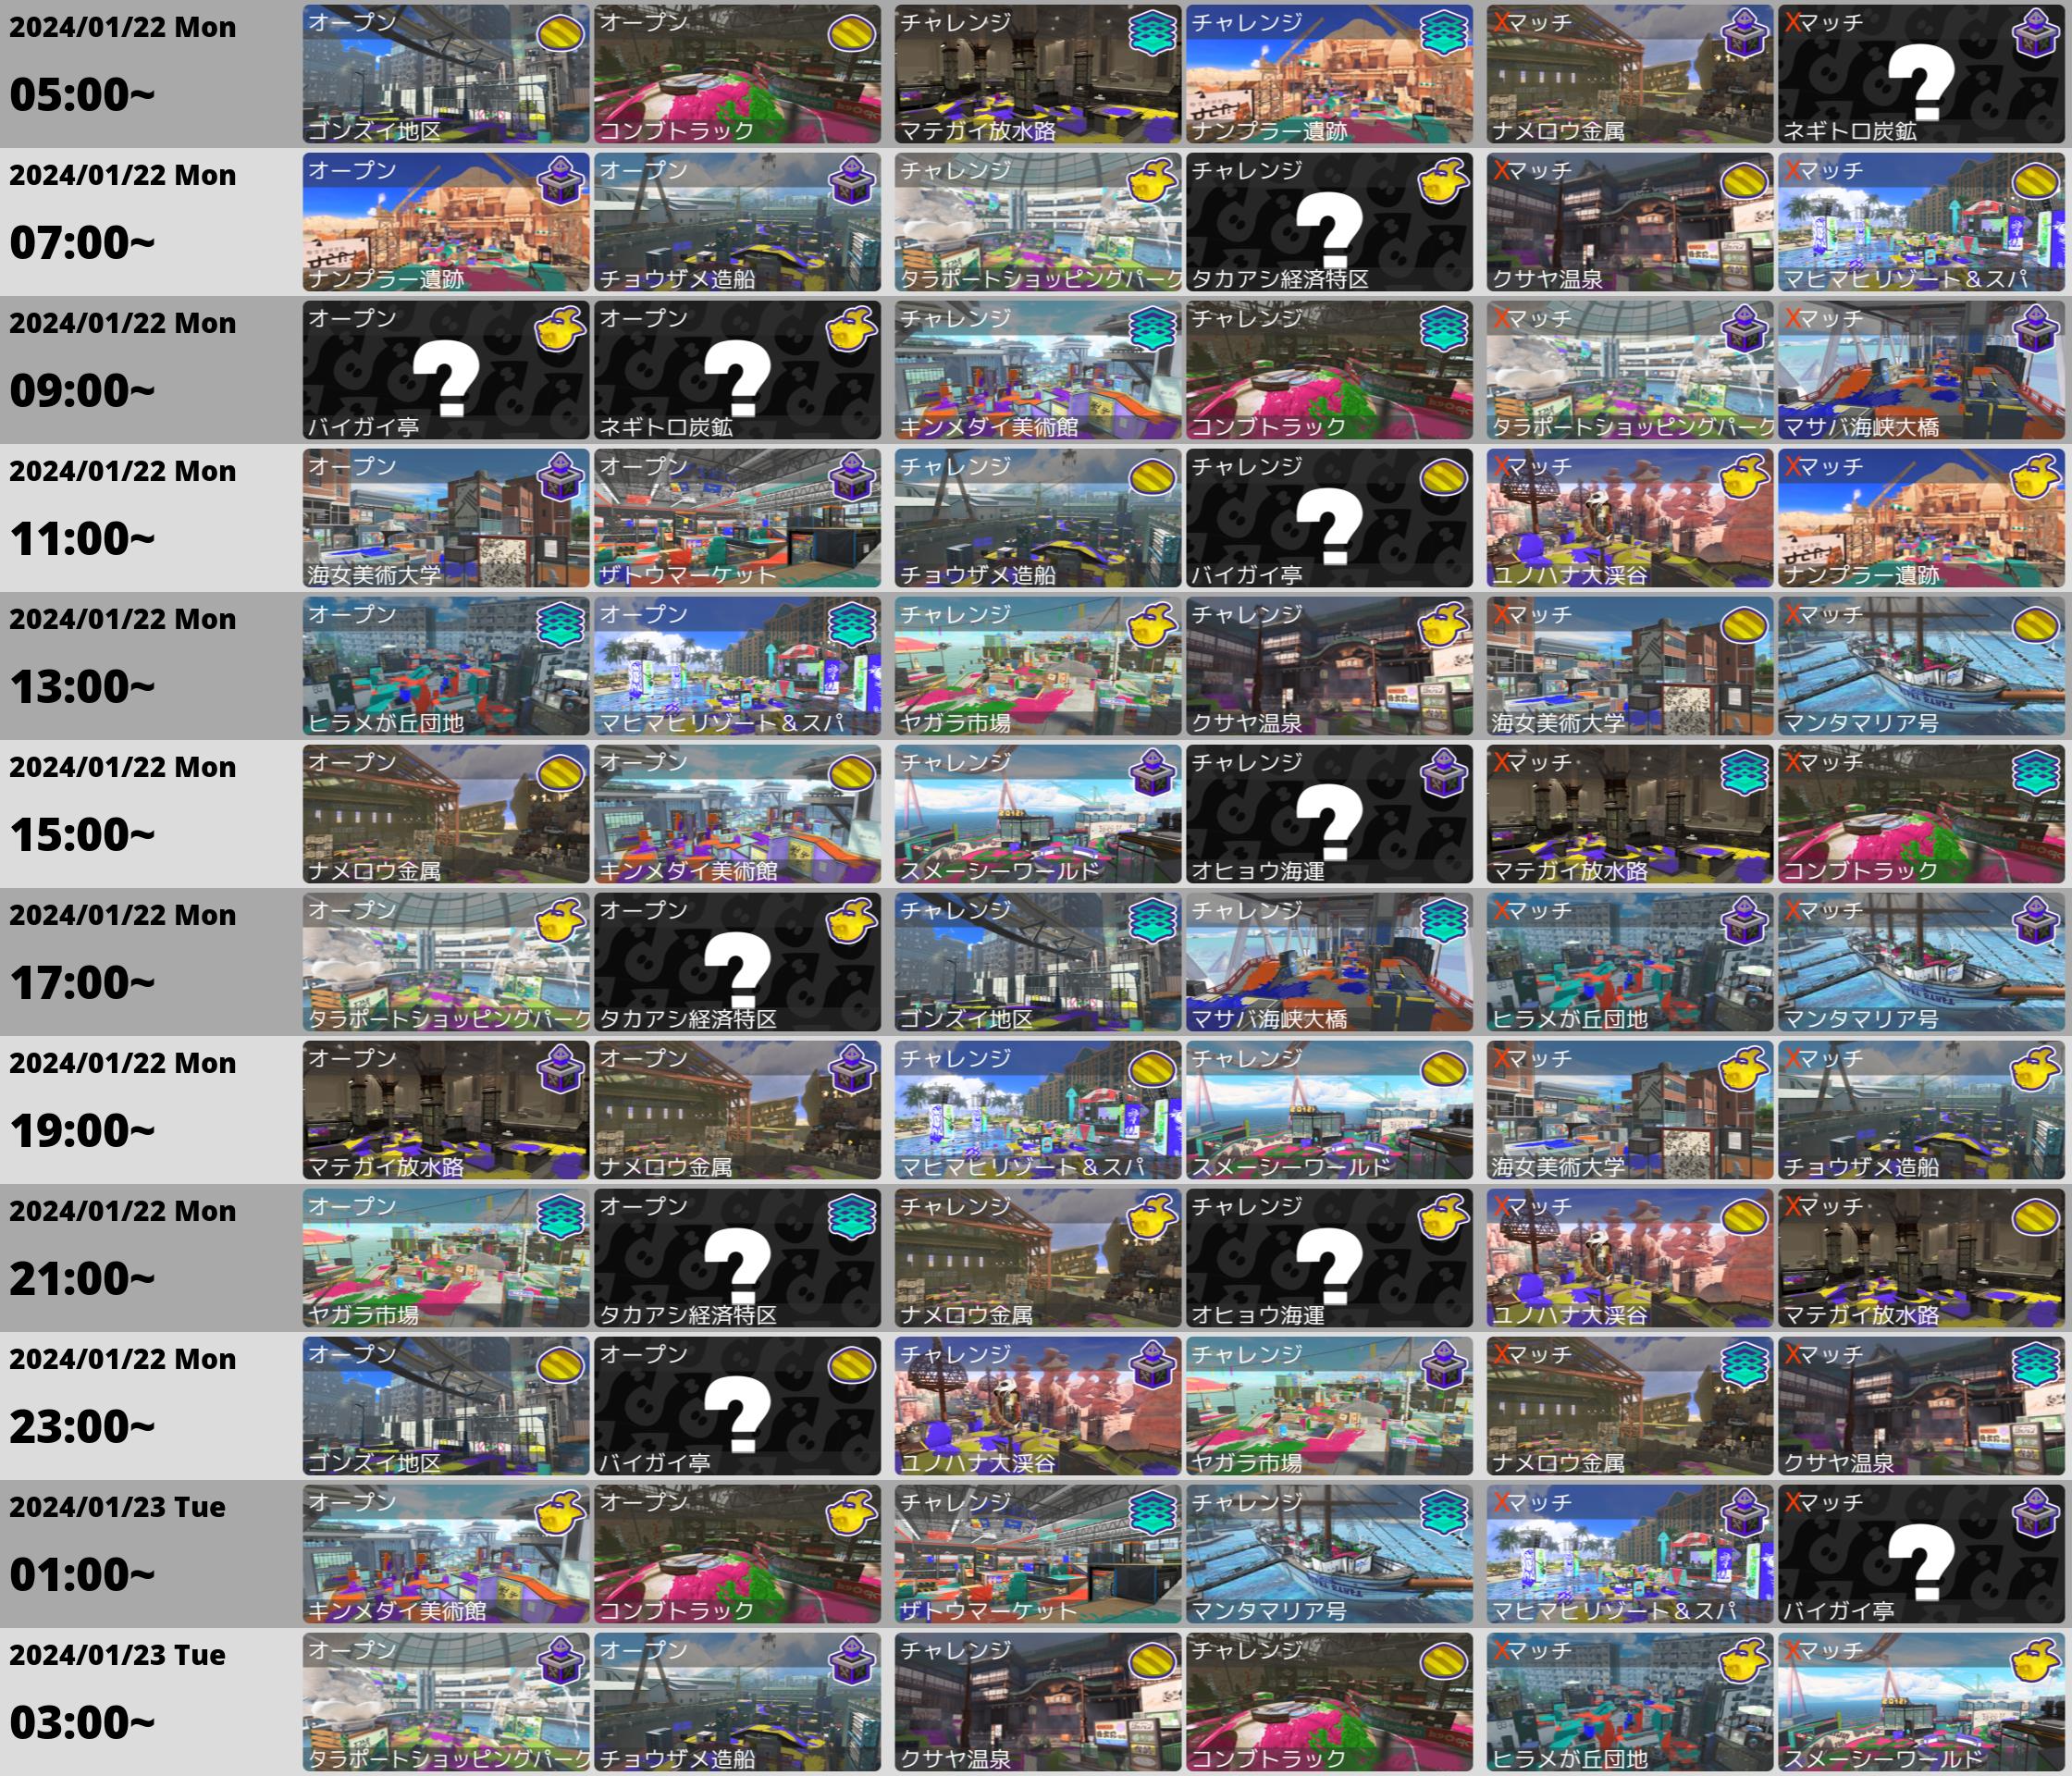 2024/01/22 Mon
05:00~
オープン
ゴンズイ地区
オープン
コンブトラック
チャレンジ
マテガイ放水路
チャレンジ
ナンプラー遺跡
Xマッチ
ナメロウ金属
Xマッチ
ネギトロ炭鉱
2024/01/22 Mon
07:00~
オープン
ナンプラー遺跡
オープン
チョウザメ造船
チャレンジ
タラポートショッピングパーク
チャレンジ
タカアシ経済特区
Xマッチ
クサヤ温泉
Xマッチ
マヒマヒリゾート&スパ
2024/01/22 Mon
09:00~
オープン
バイガイ亭
オープン
ネギトロ炭鉱
チャレンジ
キンメダイ美術館
チャレンジ
コンブトラック
Xマッチ
タラポートショッピングパーク
Xマッチ
マサバ海峡大橋
2024/01/22 Mon
11:00~
オープン
海女美術大学
オープン
ザトウマーケット
チャレンジ
チョウザメ造船
チャレンジ
バイガイ亭
Xマッチ
ユノハナ大渓谷
Xマッチ
ナンプラー遺跡
2024/01/22 Mon
13:00~
オープン
ヒラメが丘団地
オープン
マヒマヒリゾート&スパ
チャレンジ
ヤガラ市場
チャレンジ
クサヤ温泉
Xマッチ
海女美術大学
Xマッチ
マンタマリア号
2024/01/22 Mon
15:00~
オープン
ナメロウ金属
オープン
キンメダイ美術館
チャレンジ
スメーシーワールド
チャレンジ
オヒョウ海運
Xマッチ
マテガイ放水路
Xマッチ
コンブトラック
2024/01/22 Mon
17:00~
オープン
タラポートショッピングパーク
オープン
タカアシ経済特区
チャレンジ
ゴンズイ地区
チャレンジ
マサバ海峡大橋
Xマッチ
ヒラメが丘団地
Xマッチ
マンタマリア号
2024/01/22 Mon
19:00~
オープン
マテガイ放水路
オープン
ナメロウ金属
チャレンジ
マヒマヒリゾート&スパ
チャレンジ
スメーシーワールド
Xマッチ
海女美術大学
Xマッチ
チョウザメ造船
2024/01/22 Mon
21:00~
オープン
ヤガラ市場
オープン
タカアシ経済特区
チャレンジ
ナメロウ金属
チャレンジ
オヒョウ海運
Xマッチ
ユノハナ大渓谷
Xマッチ
マテガイ放水路
2024/01/22 Mon
23:00~
オープン
ゴンズイ地区
オープン
バイガイ亭
チャレンジ
ユノハナ大渓谷
チャレンジ
ヤガラ市場
Xマッチ
ナメロウ金属
Xマッチ
クサヤ温泉
2024/01/23 Tue
01:00~
オープン
キンメダイ美術館
オープン
コンブトラック
チャレンジ
ザトウマーケット
チャレンジ
マンタマリア号
Xマッチ
マヒマヒリゾート&スパ
Xマッチ
バイガイ亭
2024/01/23 Tue
03:00~
オープン
タラポートショッピングパーク
オープン
チョウザメ造船
チャレンジ
クサヤ温泉
チャレンジ
コンブトラック
Xマッチ
ヒラメが丘団地
Xマッチ
スメーシーワールド